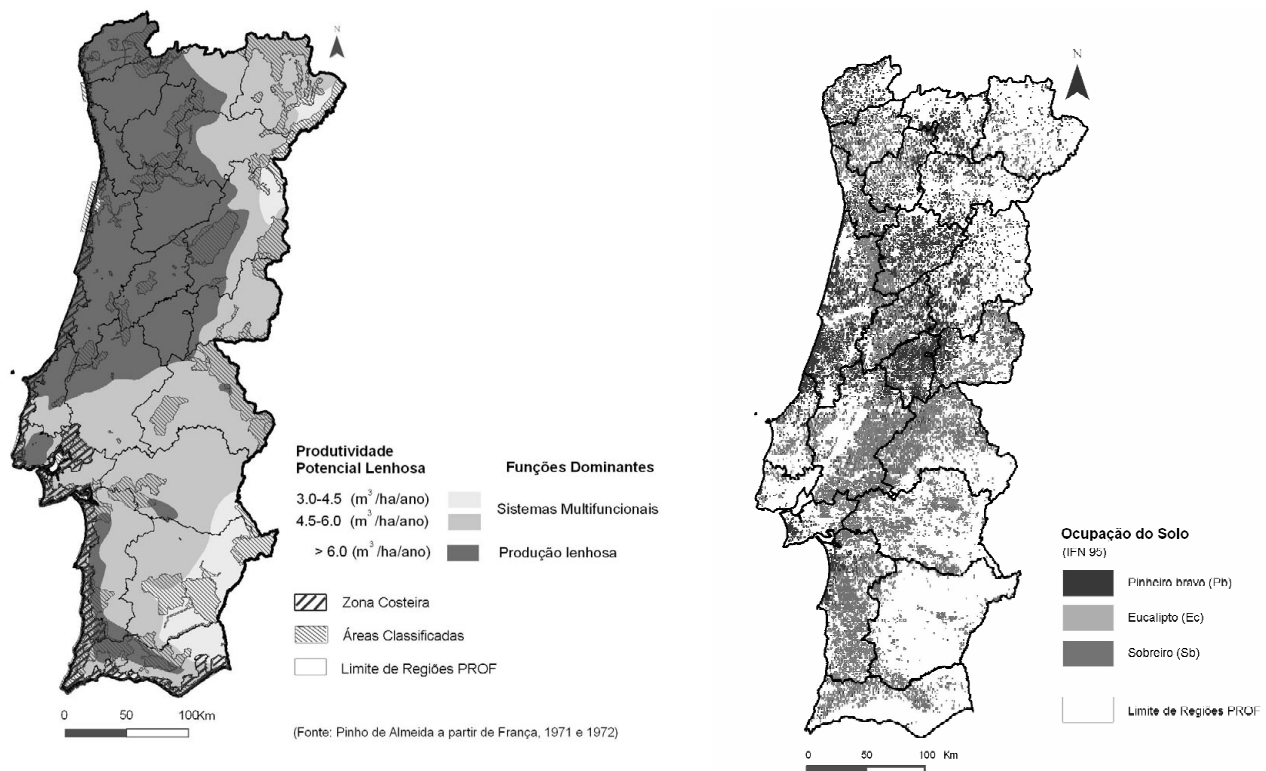 N
Produtividade
Potencial Lenhosa
Funções Dominantes
3.0-4.5 (m³ /ha/ano)
Sistemas Multifuncionais
4.5-6.0 (m³ /ha/ano)
> 6.0 (m³ /ha/ano)
Produção lenhosa
Zona Costeira
Áreas Classificadas
Limite de Regiões PROF
0 50 100Km
(Fonte: Pinho de Almeida a partir de França, 1971 e 1972)
N
Ocupação do Solo
(IFN 95)
Pinheiro bravo (Pb)
Eucalipto (Ec)
Sobreiro (Sb)
Limite de Regiões PROF
0 50 100 Km